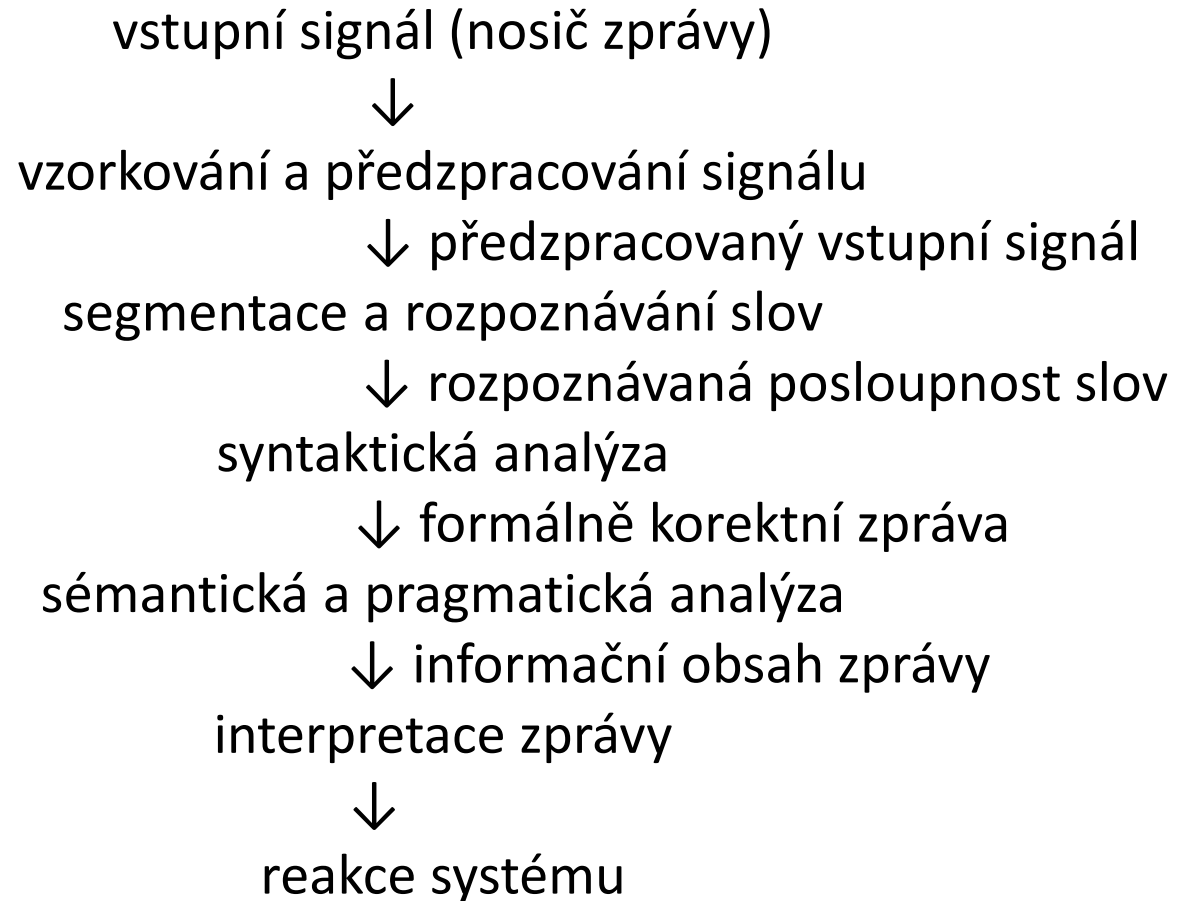 vstupní signál (nosič zprávy)
↓
vzorkování a předzpracování signálu
↓ předzpracovaný vstupní signál
segmentace a rozpoznávání slov
↓ rozpoznávaná posloupnost slov
syntaktická analýza
↓ formálně korektní zpráva
sémantická a pragmatická analýza
↓ informační obsah zprávy
interpretace zprávy
↓
reakce systému